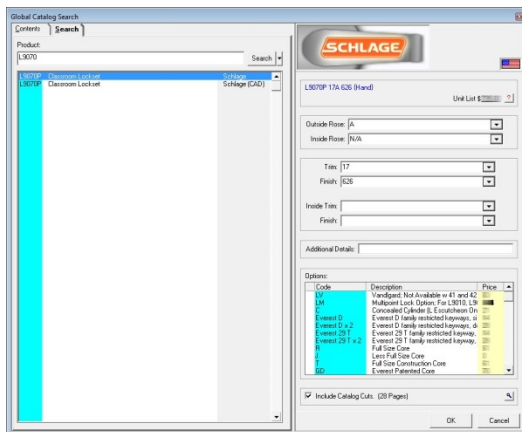 Global Catalog Search
Contents Search
Product:
L9070
Search
L9070P Classroom Lockset Schlage
L9070P Classroom Lockset Schlage (CAD)
SCHLAGE
L9070P 17A 626 (Hand)
Unit List $
?
Outside Rose: A
Inside Rose: N/A
Trim: 17
Finish: 626
Inside Trim:
Finish:
Additional Details:
Options:
Code Description Price
LV Vandlgard; Not Available w 41 and 42
LM Multipoint Lock Option; For L9010, L9
C Concealed Cylinder (L Escutcheon On
Everest D Everest D family restricted keyways, si
Everest D x 2 Everest D family restricted keyways, d
Everest 29 T Everest 29 T family restricted keyway,
Everest 29 T x 2 Everest 29 T family restricted keyway,
R Full Size Core
J Less Full Size Core
T Full Size Construction Core
GD Everest Patented Core
Include Catalog Cuts. (28 Pages)
OK Cancel